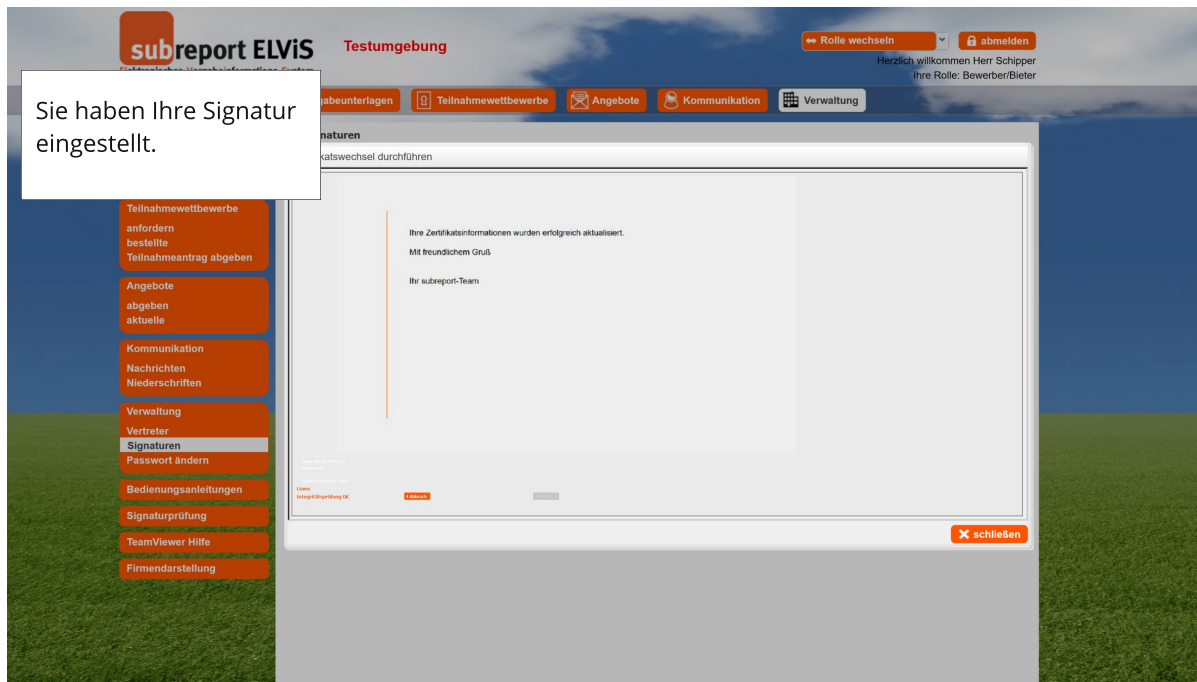 subreport ELViS
Testumgebung
Rolle wechseln
abmelden
Herzlich willkommen Herr Schipper
Ihre Rolle: Bewerber/Bieter
Sie haben Ihre Signatur
eingestellt.
Teilnahmewettbewerbe
Angebote
Kommunikation
Verwaltung
katswechsel durchführen
Teilnahmewettbewerbe
anfordern
bestellte
Teilnahmeantrag abgeben
Angebote
abgeben
aktuelle
Kommunikation
Nachrichten
Niederschriften
Verwaltung
Vertreter
Signaturen
Passwort ändern
Bedienungsanleitungen
Signaturprüfung
TeamViewer Hilfe
Firmendarstellung
Ihre Zertifikatsinformationen wurden erfolgreich aktualisiert.
Mit freundlichem Gruß
Ihr subreport-Team
Integritätsprüfung OK
Abbruch
schließen